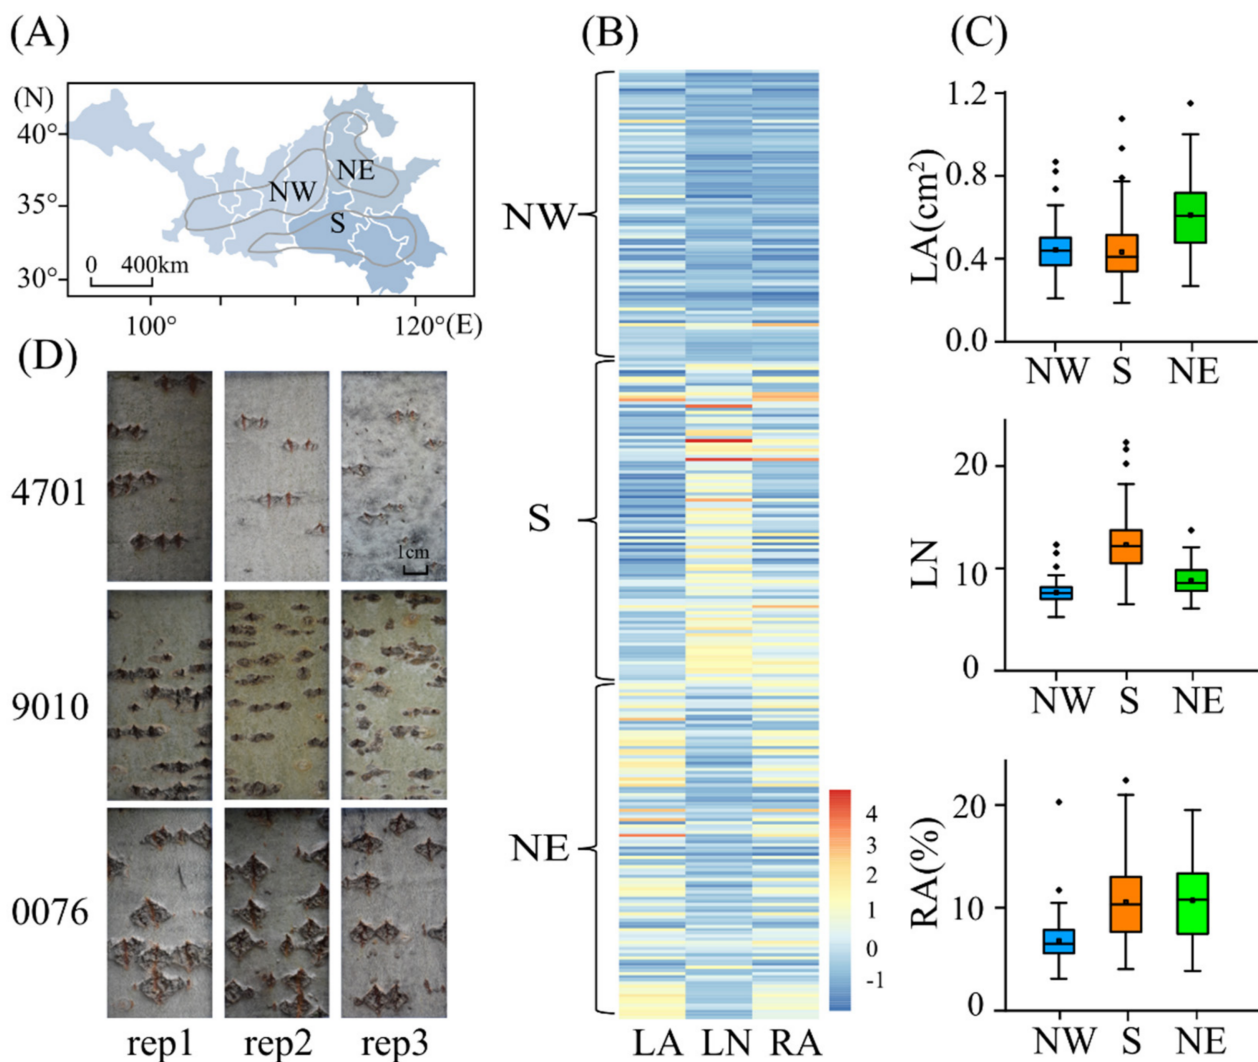 (A)
(N)
40°
35°
30°
NW
NE
S
0 400km
100° 120°(E)
(B)
NW
S
NE
LA LN RA
4
3
2
1
0
-1
(C)
LA(cm²)
1.2
0.8
0.4
0.0
NW S NE
LN
20
10
0
NW S NE
RA(%)
20
10
0
NW S NE
(D)
4701
1cm
9010
0076
rep1 rep2 rep3